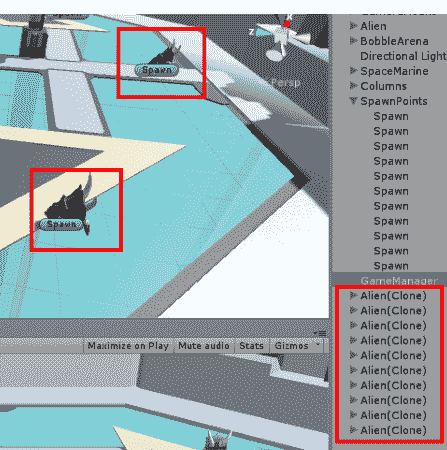 Alien
BobbleArena
Directional Light
SpaceMarine
Columns
SpawnPoints
Spawn
Spawn
Spawn
Spawn
Spawn
Spawn
Spawn
Spawn
Spawn
Spawn
Spawn
GameManager
Alien(Clone)
Alien(Clone)
Alien(Clone)
Alien(Clone)
Alien(Clone)
Alien(Clone)
Alien(Clone)
Alien(Clone)
Alien(Clone)
Alien(Clone)
z
Persp
Spawn
Spawn
Maximize on Play Mute audio Stats Gizmos